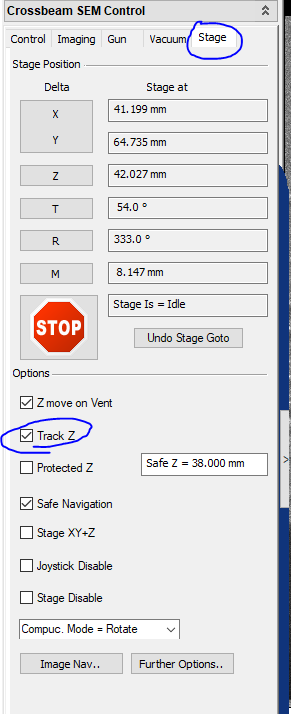 Crossbeam SEM Control
Control Imaging Gun Vacuum Stage
Stage Position
Delta Stage at
X 41.199 mm
Y 64.735 mm
Z 42.027 mm
T 54.0 °
R 333.0 °
M 8.147 mm
STOP
Stage Is = Idle
Undo Stage Goto
Options
Z move on Vent
Track Z
Protected Z Safe Z = 38.000 mm
Safe Navigation
Stage XY+Z
Joystick Disable
Stage Disable
Compuc. Mode = Rotate
Image Nav.. Further Options..